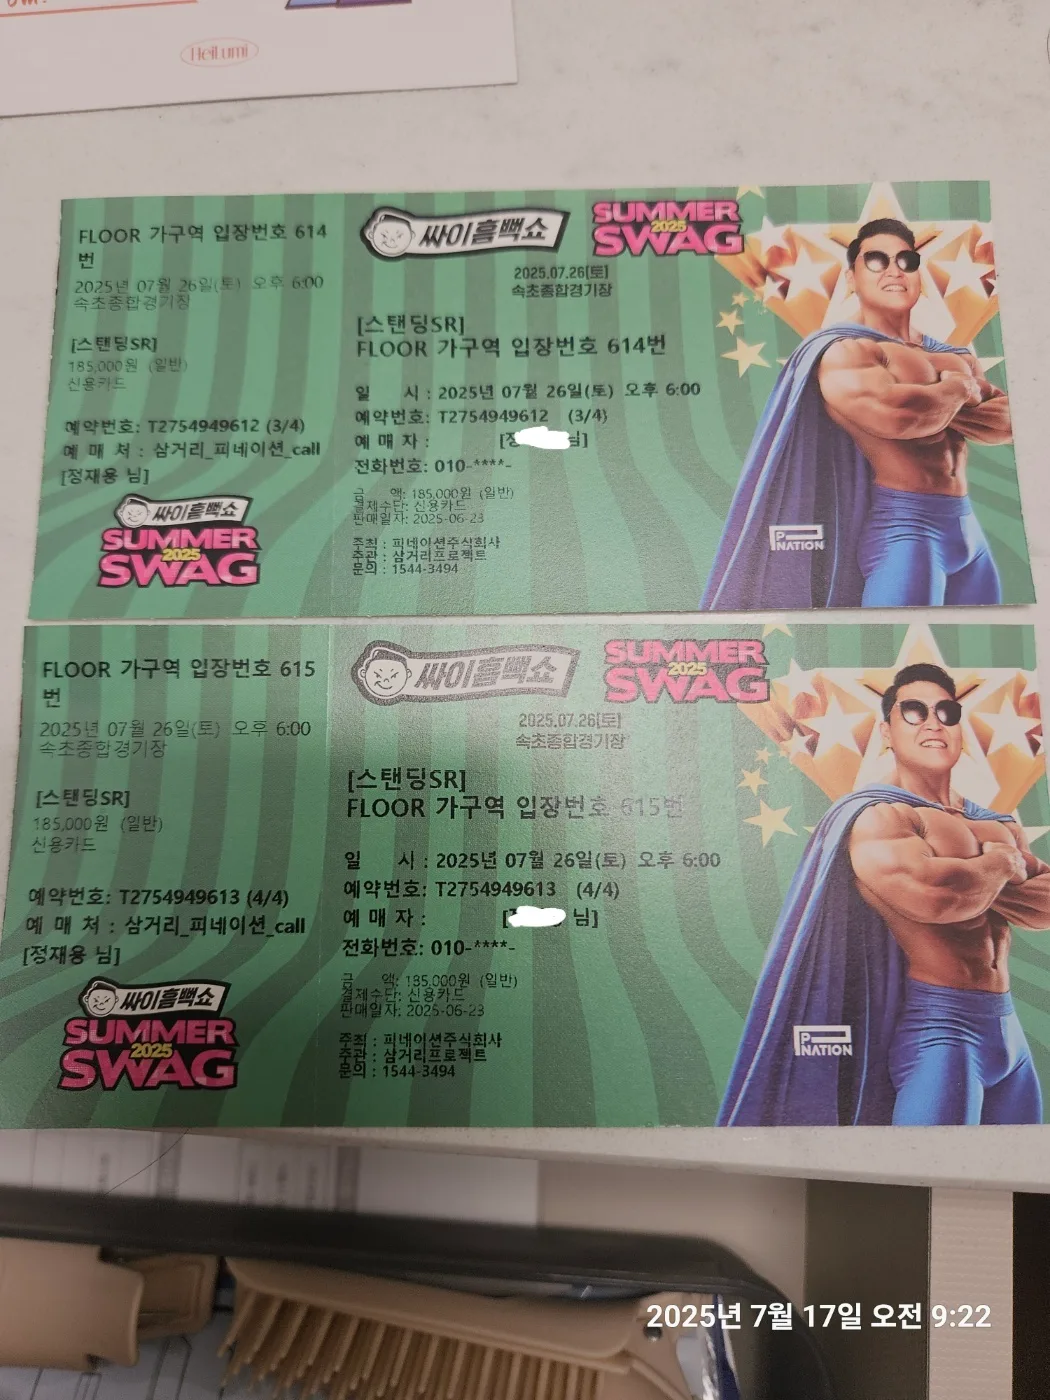 HeiLumi
FLOOR 가구역 입장번호 614
번
2025년 07월 26일(토) 오후 6:00
속초종합경기장
[스탠딩SR]
185,000원 (일반)
신용카드
예약번호: T2754949612 (3/4)
예 매 처 : 삼거리_피네이션_call
[정재용 님]
싸이흠뻑쇼
SUMMER
2025
SWAG
싸이흠뻑쇼
SUMMER
2025
SWAG
2025.07.26[토]
속초종합경기장
[스탠딩SR]
FLOOR 가구역 입장번호 614번
일 시 : 2025년 07월 26일(토) 오후 6:00
예약번호: T2754949612 (3/4)
예 매 자 : [정 님]
전화번호: 010-****-
금 액: 185,000원 (일반)
결제수단: 신용카드
판매일자: 2025-06-23
주최 : 피네이션주식회사
주관 : 삼거리프로젝트
문의 : 1544-3494
P NATION
FLOOR 가구역 입장번호 615
번
2025년 07월 26일(토) 오후 6:00
속초종합경기장
[스탠딩SR]
185,000원 (일반)
신용카드
예약번호: T2754949613 (4/4)
예 매 처 : 삼거리_피네이션_call
[정재용 님]
싸이흠뻑쇼
SUMMER
2025
SWAG
싸이흠뻑쇼
SUMMER
2025
SWAG
2025.07.26[토]
속초종합경기장
[스탠딩SR]
FLOOR 가구역 입장번호 615번
일 시 : 2025년 07월 26일(토) 오후 6:00
예약번호: T2754949613 (4/4)
예 매 자 : [ 님]
전화번호: 010-****-
금 액: 185,000원 (일반)
결제수단: 신용카드
판매일자: 2025-06-23
주최 : 피네이션주식회사
주관 : 삼거리프로젝트
문의 : 1544-3494
P NATION
2025년 7월 17일 오전 9:22